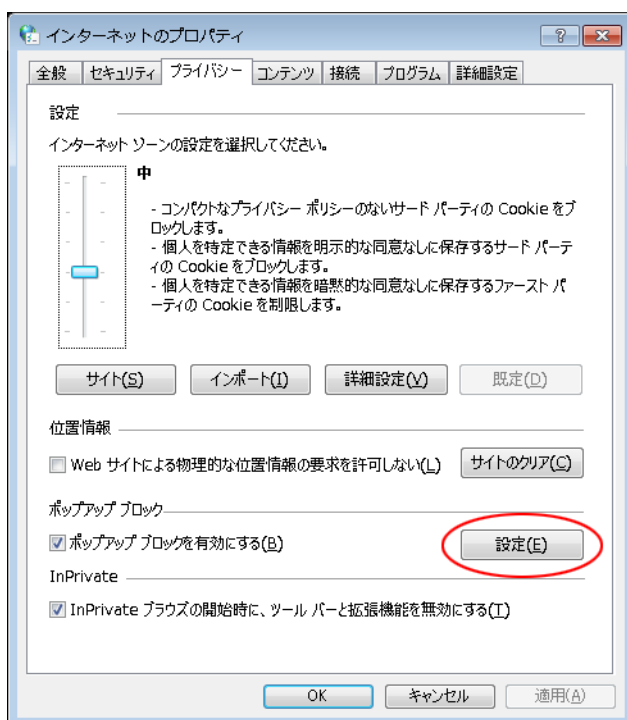 インターネットのプロパティ
全般 セキュリティ プライバシー コンテンツ 接続 プログラム 詳細設定
設定
インターネット ゾーンの設定を選択してください。
中
- コンパクトなプライバシー ポリシーのないサード パーティの Cookie をブ
ロックします。
- 個人を特定できる情報を明示的な同意なしに保存するサード パーテ
ィの Cookie をブロックします。
- 個人を特定できる情報を暗黙的な同意なしに保存するファースト パ
ーティの Cookie を制限します。
サイト(S) インポート(I) 詳細設定(V) 既定(D)
位置情報
Web サイトによる物理的な位置情報の要求を許可しない(L) サイトのクリア(C)
ポップアップ ブロック
ポップアップ ブロックを有効にする(B) 設定(E)
InPrivate
InPrivate ブラウズの開始時に、ツール バーと拡張機能を無効にする(T)
OK キャンセル 適用(A)